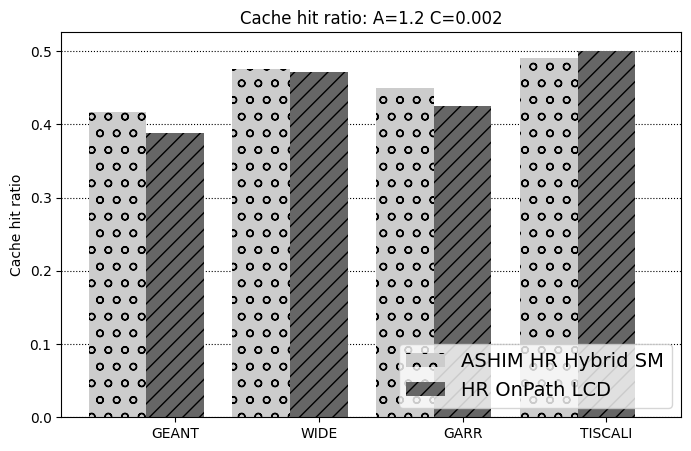 Cache hit ratio: A=1.2 C=0.002
Cache hit ratio
0.5
0.4
0.3
0.2
0.1
0.0
GEANT WIDE GARR TISCALI
ASHIM HR Hybrid SM
HR OnPath LCD